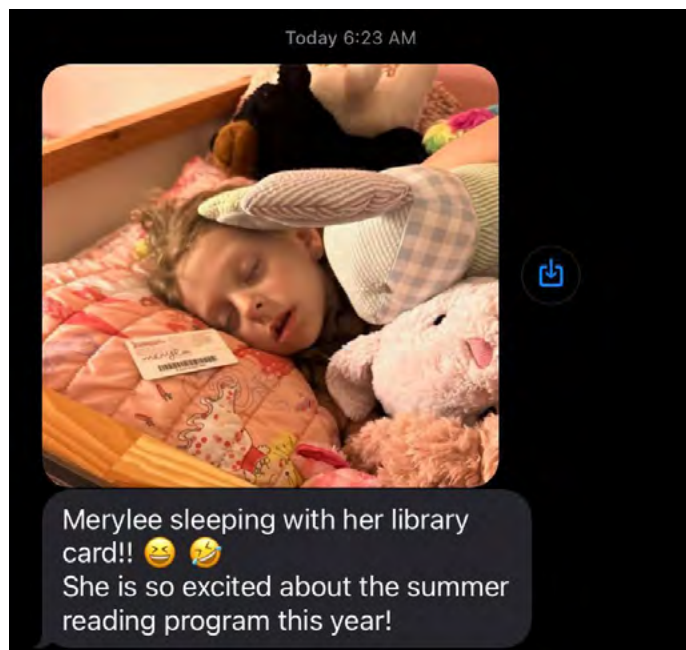 Today 6:23 AM
merylee
Merylee sleeping with her library
card!! 😆 🤣
She is so excited about the summer
reading program this year!